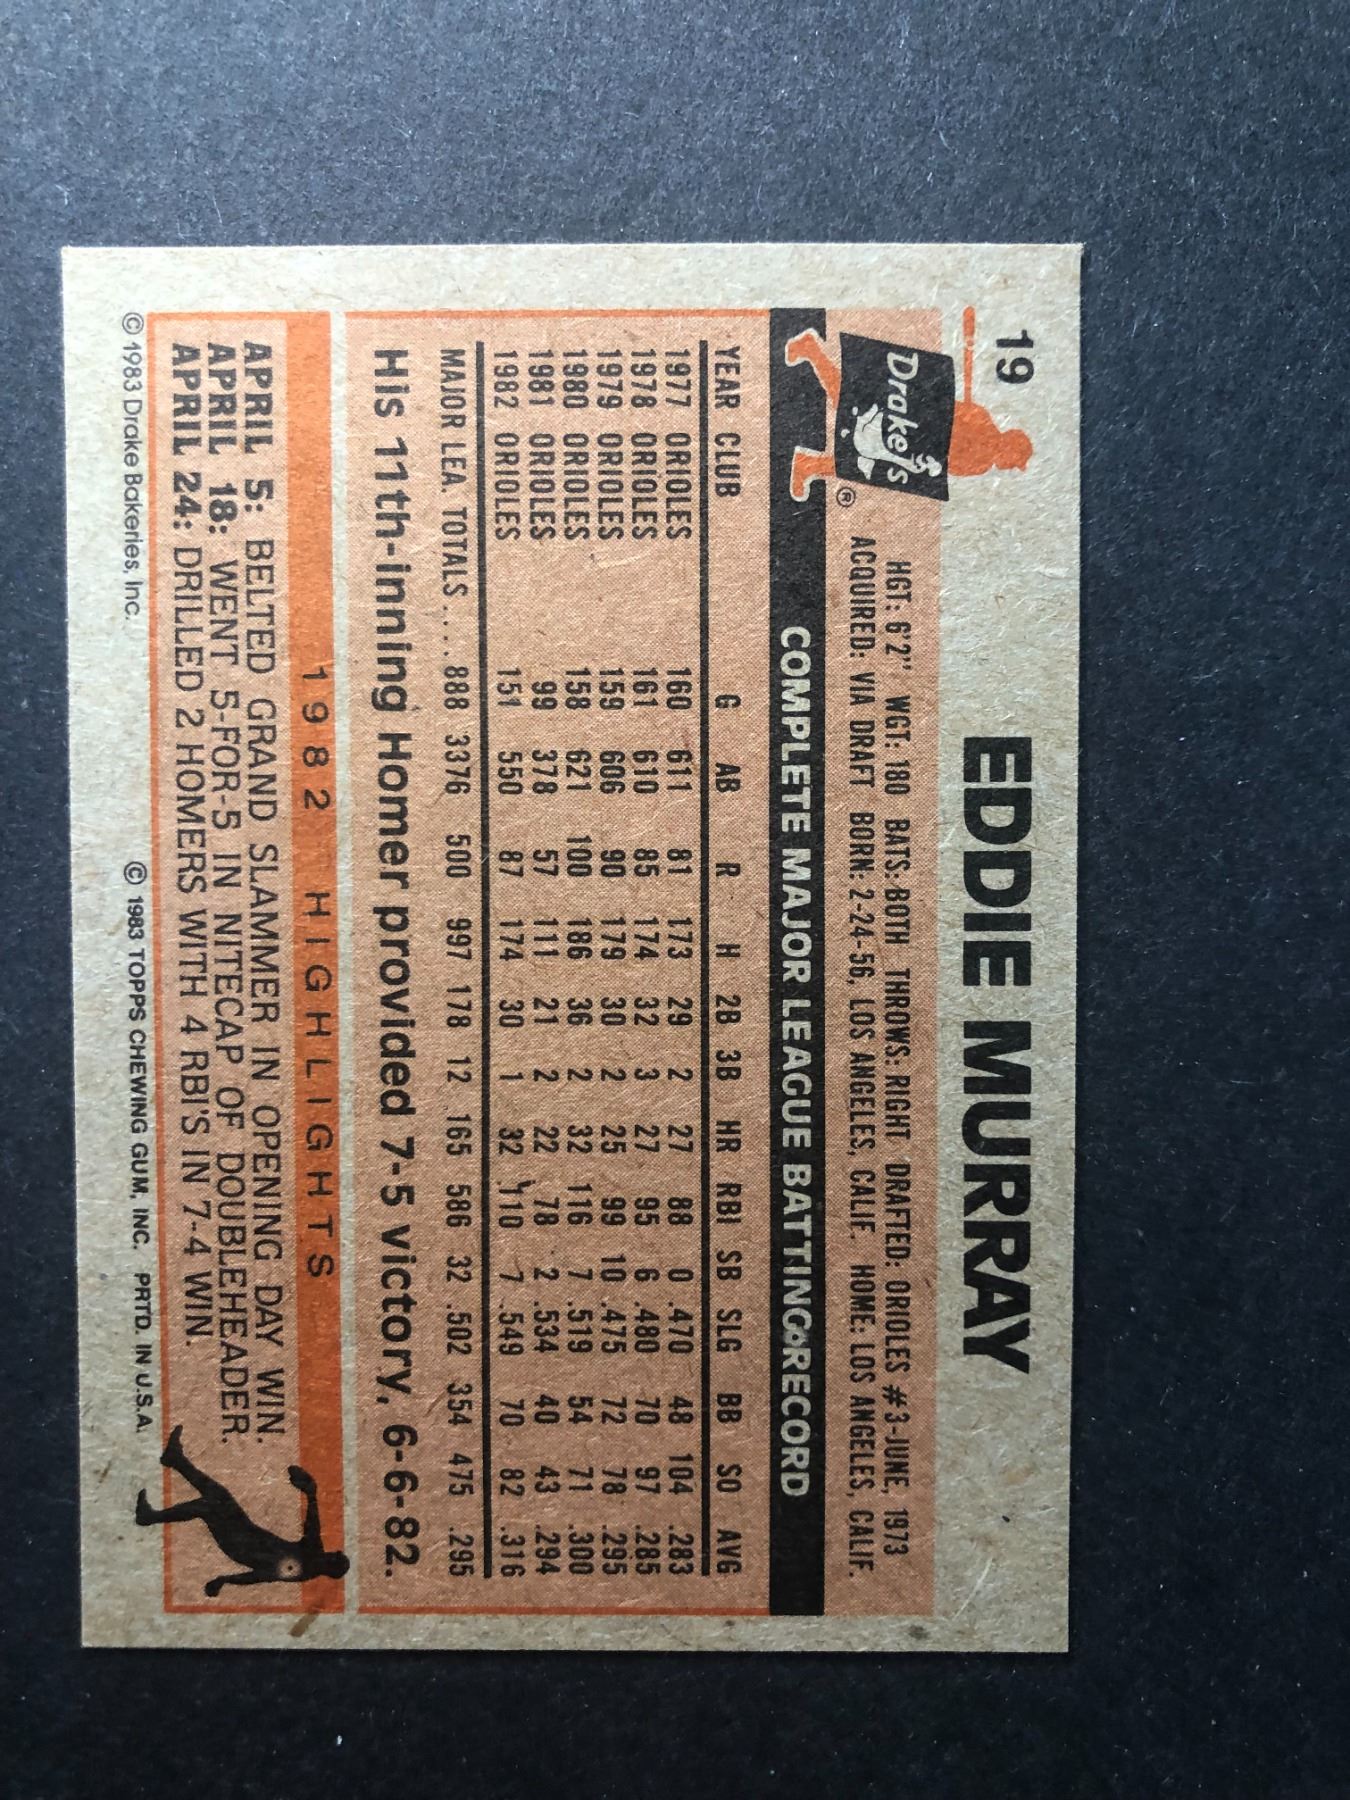 19
EDDIE MURRAY
Drake's ®
HGT: 6'2" WGT: 180 BATS: BOTH THROWS: RIGHT DRAFTED: ORIOLES #3-JUNE, 1973
ACQUIRED: VIA DRAFT BORN: 2-24-56, LOS ANGELES, CALIF. HOME: LOS ANGELES, CALIF.
COMPLETE MAJOR LEAGUE BATTING RECORD
YEAR CLUB G AB R H 2B 3B HR RBI SB SLG BB SO AVG
1977 ORIOLES 160 611 81 173 29 2 27 88 0 .470 48 104 .283
1978 ORIOLES 161 610 85 174 32 3 27 95 6 .480 70 97 .285
1979 ORIOLES 159 606 90 179 30 2 25 99 10 .475 72 78 .295
1980 ORIOLES 158 621 100 186 36 2 32 116 7 .519 54 71 .300
1981 ORIOLES 99 378 57 111 21 2 22 78 2 .534 40 43 .294
1982 ORIOLES 151 550 87 174 30 1 32 110 7 .549 70 82 .316
MAJOR LEA. TOTALS.... 888 3376 500 997 178 12 165 586 32 .502 354 475 .295
His 11th-inning Homer provided 7-5 victory, 6-6-82.
1982 HIGHLIGHTS
APRIL 5: BELTED GRAND SLAMMER IN OPENING DAY WIN.
APRIL 18: WENT 5-FOR-5 IN NITECAP OF DOUBLEHEADER.
APRIL 24: DRILLED 2 HOMERS WITH 4 RBI'S IN 7-4 WIN.
© 1983 Drake Bakeries, Inc. © 1983 TOPPS CHEWING GUM, INC. PRTD. IN U.S.A.